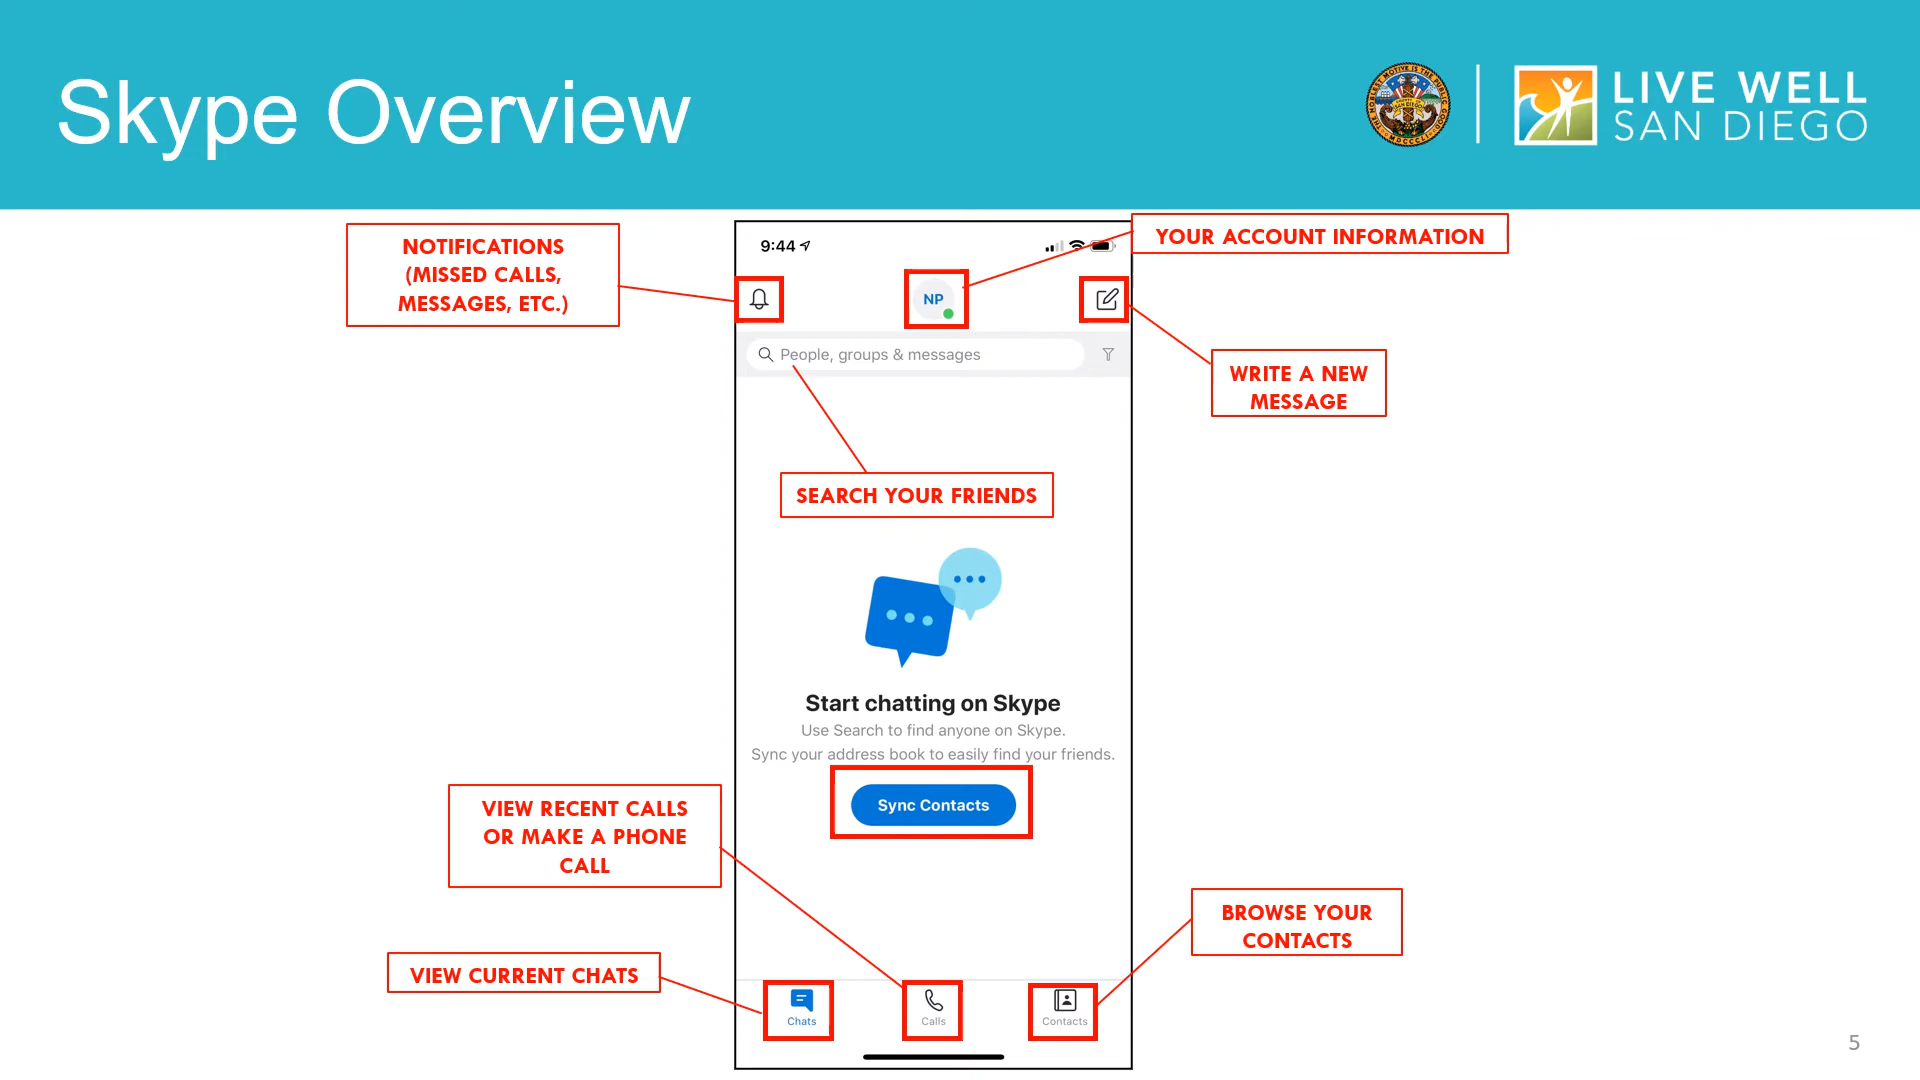 Skype Overview
LIVE WELL
SAN DIEGO
NOTIFICATIONS
(MISSED CALLS,
MESSAGES, ETC.)
9:44
YOUR ACCOUNT INFORMATION
NP
People, groups & messages
WRITE A NEW
MESSAGE
SEARCH YOUR FRIENDS
Start chatting on Skype
Use Search to find anyone on Skype.
Sync your address book to easily find your friends.
Sync Contacts
VIEW RECENT CALLS
OR MAKE A PHONE
CALL
BROWSE YOUR
CONTACTS
VIEW CURRENT CHATS
Chats
Calls
Contacts
5